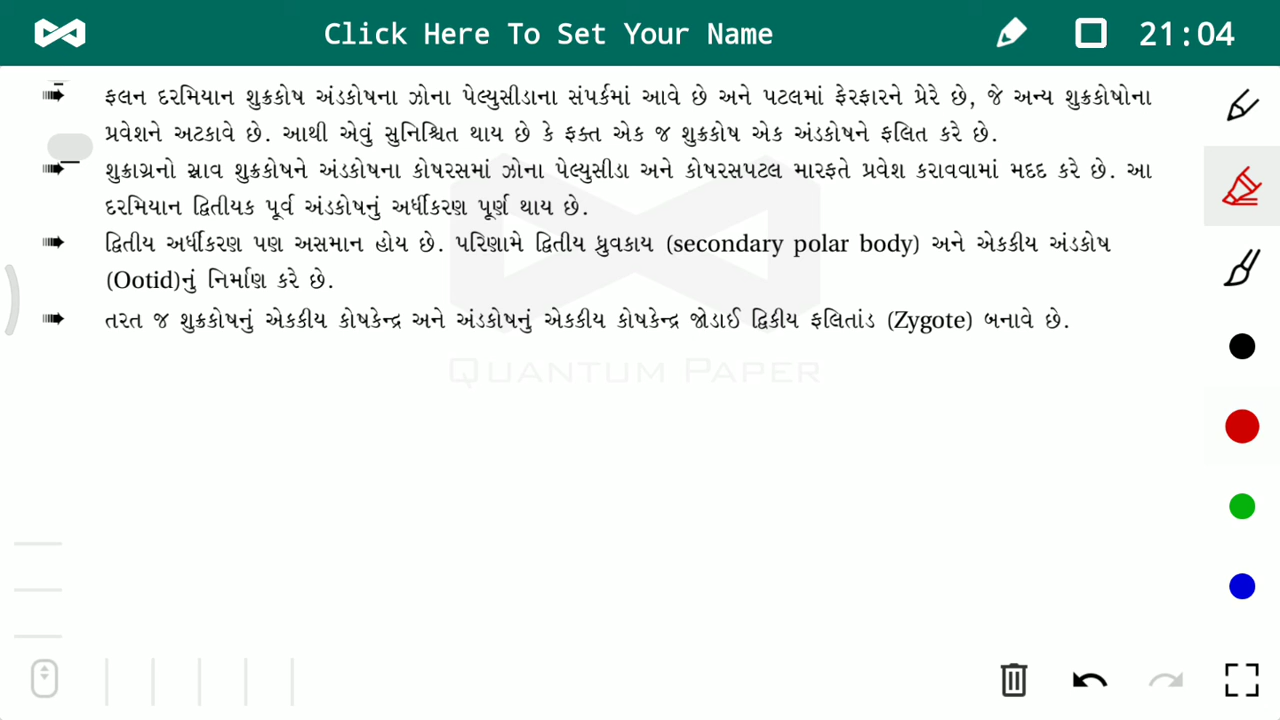 Click Here To Set Your Name
21:04
ફલન દરમિયાન શુક્રકોષ અંડકોષના ઝોના પેલ્યુસીડાના સંપર્કમાં આવે છે અને પટલમાં ફેરફારને પ્રેરે છે, જે અન્ય શુક્રકોષોના
પ્રવેશને અટકાવે છે. આથી એવું સુનિશ્ચિત થાય છે કે ફક્ત એક જ શુક્રકોષ એક અંડકોષને ફલિત કરે છે.
શુક્રાગ્રનો સ્રાવ શુક્રકોષને અંડકોષના કોષરસમાં ઝોના પેલ્યુસીડા અને કોષરસપટલ મારફતે પ્રવેશ કરાવવામાં મદદ કરે છે. આ
દરમિયાન દ્વિતીયક પૂર્વ અંડકોષનું અર્ધીકરણ પૂર્ણ થાય છે.
દ્વિતીય અર્ધીકરણ પણ અસમાન હોય છે. પરિણામે દ્વિતીય ધ્રુવકાય (secondary polar body) અને એકકીય અંડકોષ
(Ootid)નું નિર્માણ કરે છે.
તરત જ શુક્રકોષનું એકકીય કોષકેન્દ્ર અને અંડકોષનું એકકીય કોષકેન્દ્ર જોડાઈ દ્વિકીય ફલિતાંડ (Zygote) બનાવે છે.
QUANTUM PAPER